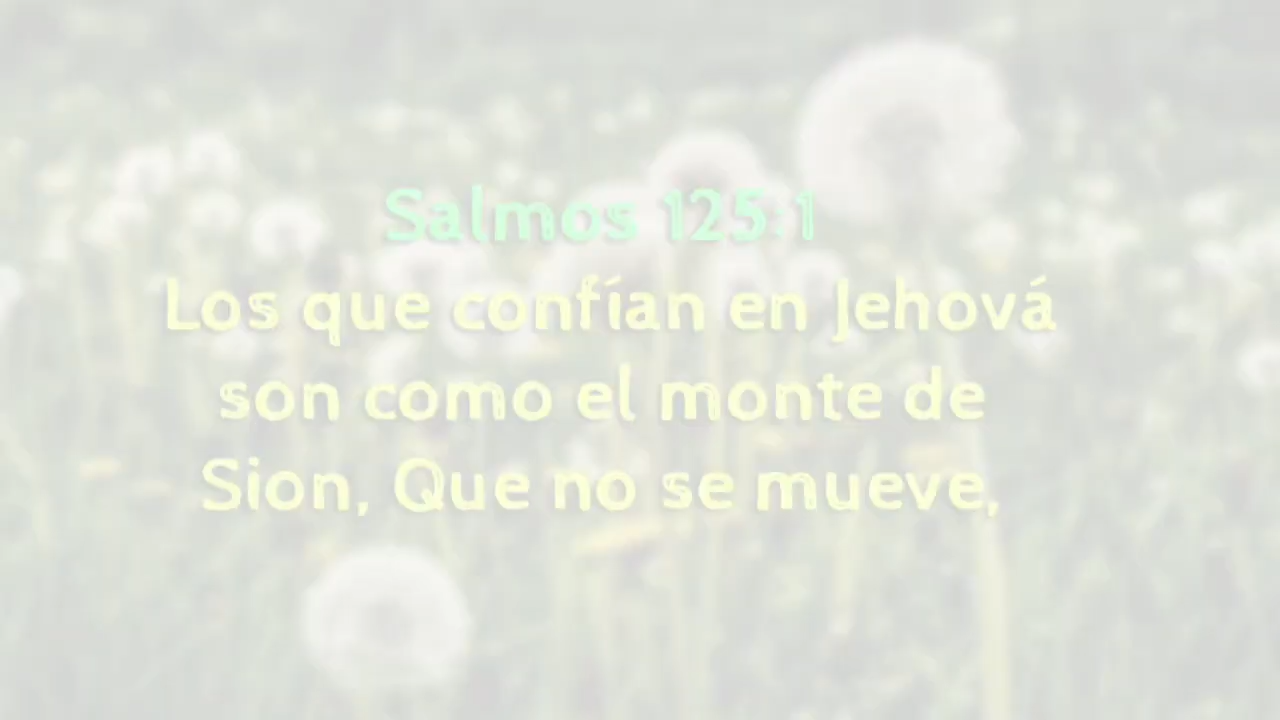 Salmos 125:1
Los que confían en Jehová
son como el monte de
Sion, Que no se mueve,